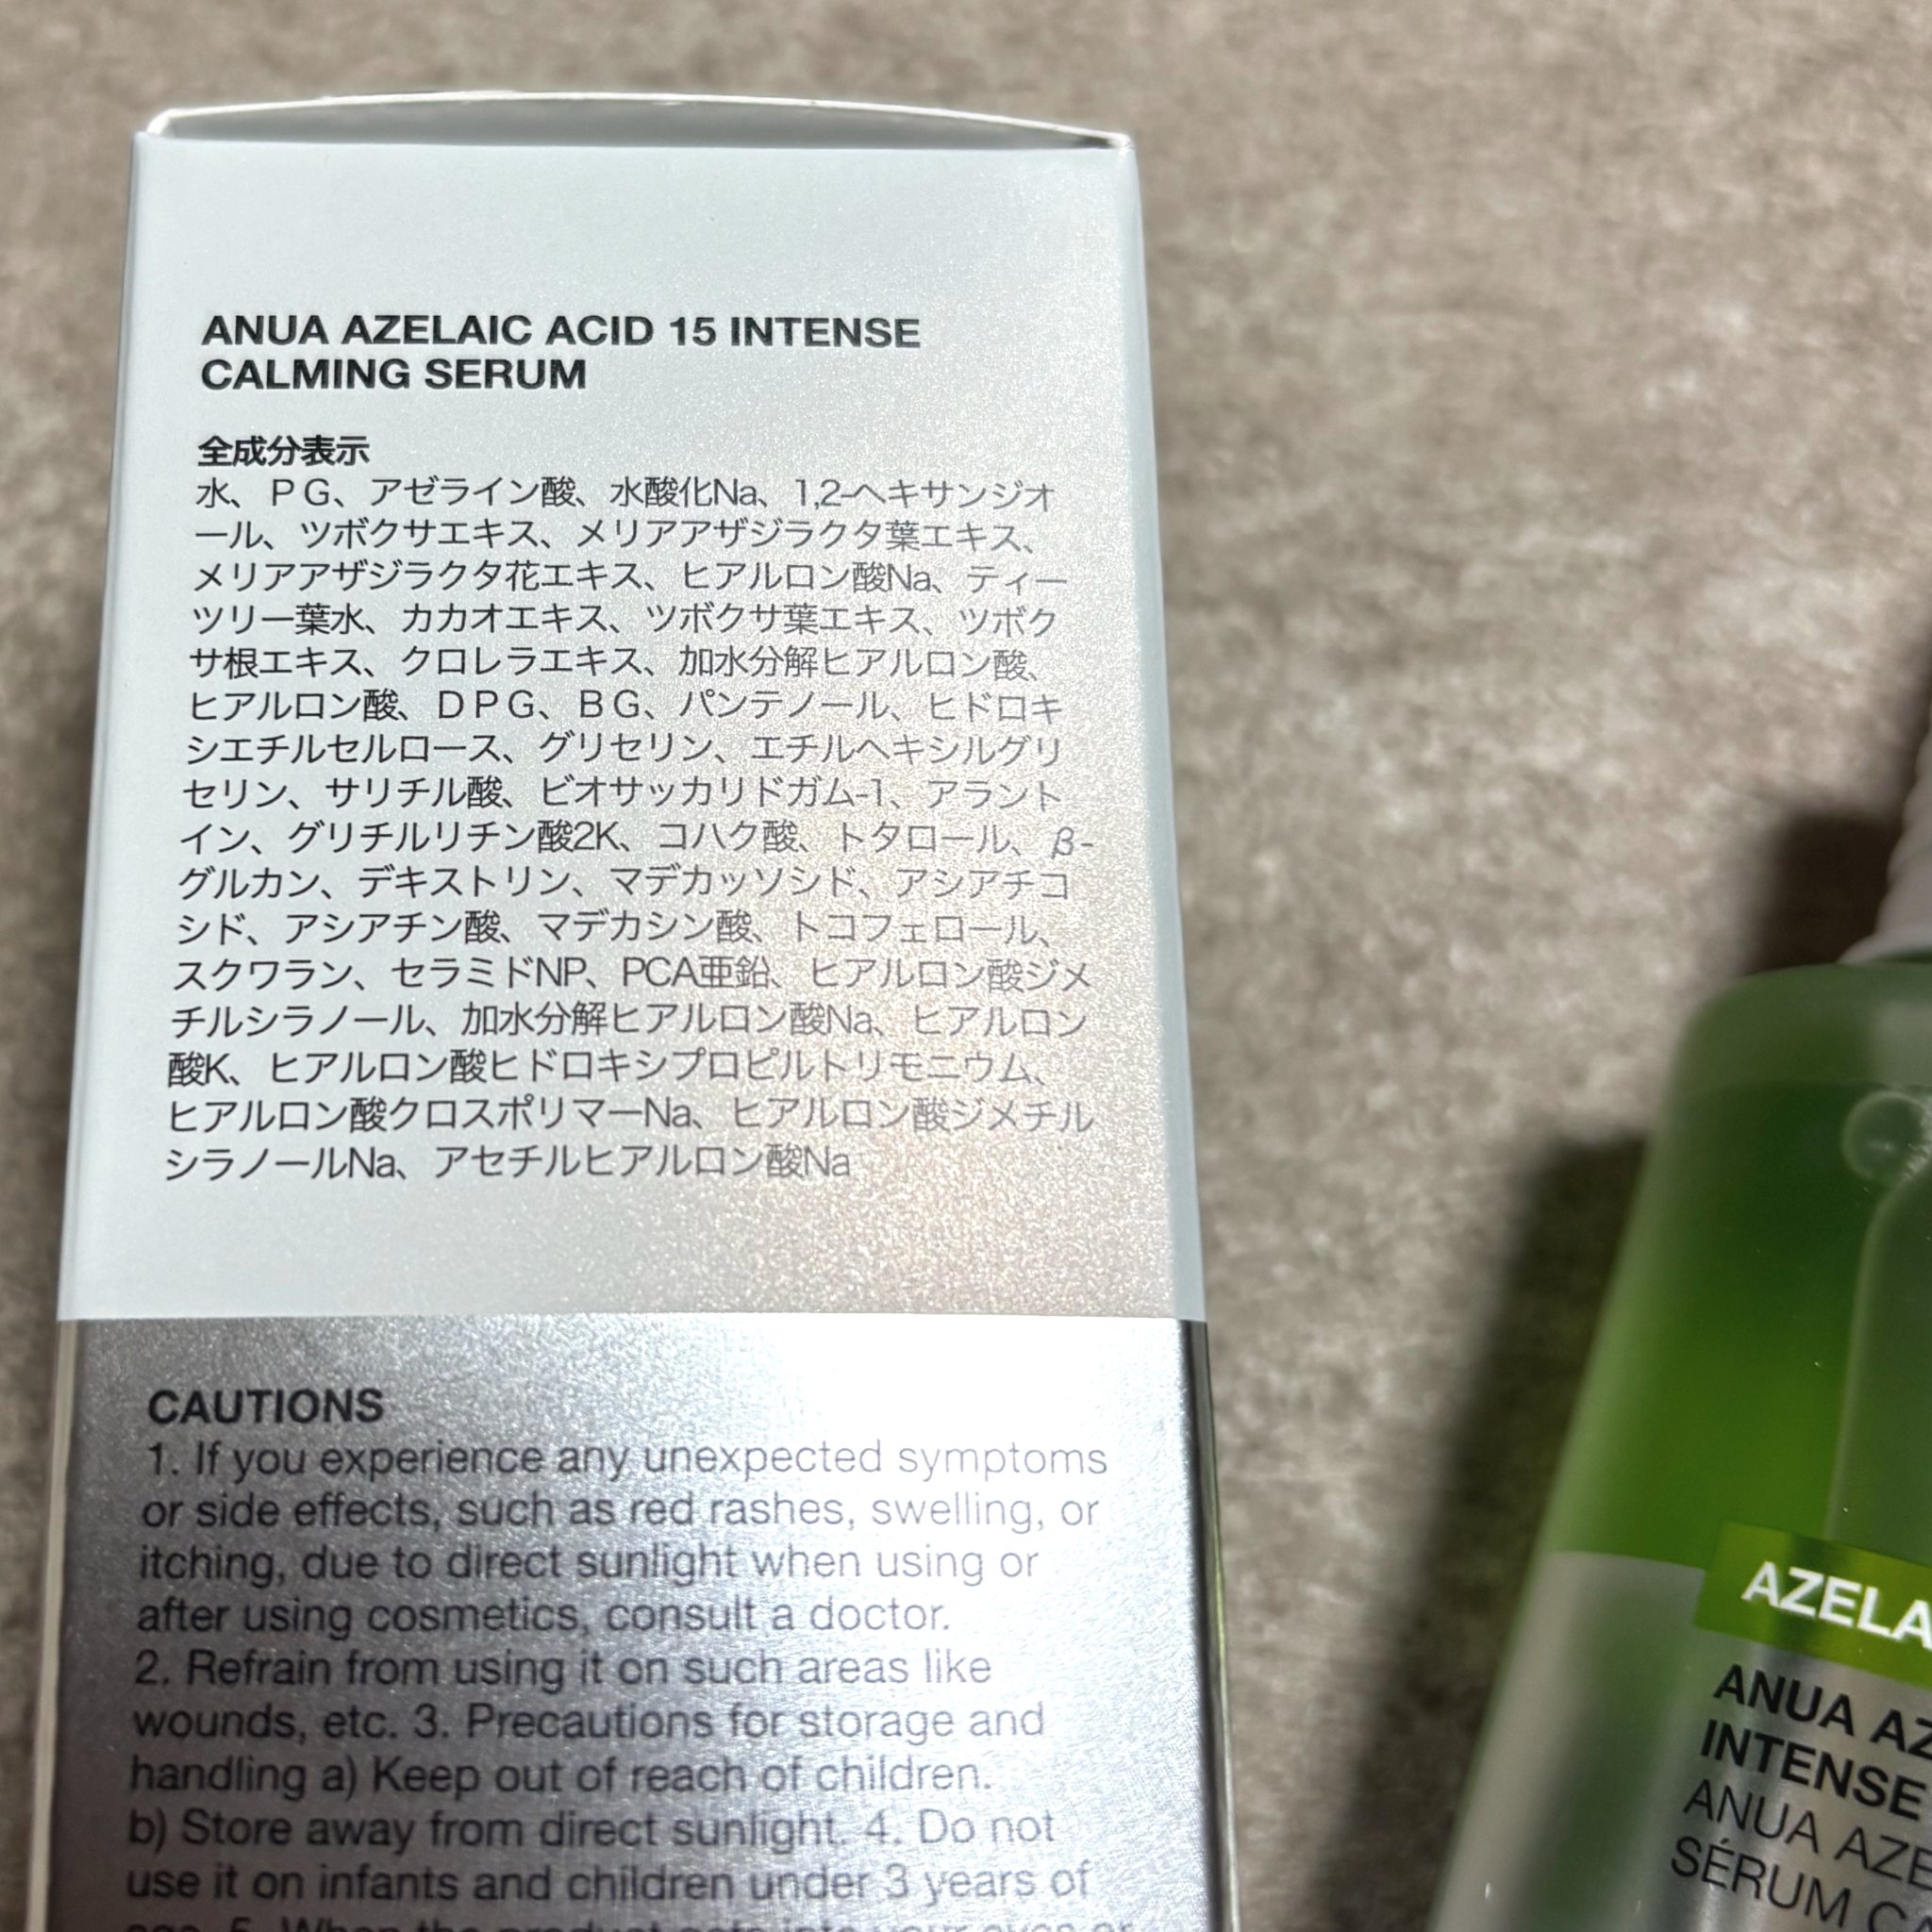 ANUA AZELAIC ACID 15 INTENSE
CALMING SERUM
全成分表示
水、ＰＧ、アゼライン酸、水酸化Na、1,2-ヘキサンジオ
ール、ツボクサエキス、メリアアザジラクタ葉エキス、
メリアアザジラクタ花エキス、ヒアルロン酸Na、ティー
ツリー葉水、カカオエキス、ツボクサ葉エキス、ツボク
サ根エキス、クロレラエキス、加水分解ヒアルロン酸、
ヒアルロン酸、ＤＰＧ、ＢＧ、パンテノール、ヒドロキ
シエチルセルロース、グリセリン、エチルヘキシルグリ
セリン、サリチル酸、ビオサッカリドガム-1、アラント
イン、グリチルリチン酸2K、コハク酸、トタロール、β-
グルカン、デキストリン、マデカッソシド、アシアチコ
シド、アシアチン酸、マデカシン酸、トコフェロール、
スクワラン、セラミドNP、PCA亜鉛、ヒアルロン酸ジメ
チルシラノール、加水分解ヒアルロン酸Na、ヒアルロン
酸K、ヒアルロン酸ヒドロキシプロピルトリモニウム、
ヒアルロン酸クロスポリマーNa、ヒアルロン酸ジメチル
シラノールNa、アセチルヒアルロン酸Na
CAUTIONS
1. If you experience any unexpected symptoms
or side effects, such as red rashes, swelling, or
itching, due to direct sunlight when using or
after using cosmetics, consult a doctor.
2. Refrain from using it on such areas like
wounds, etc. 3. Precautions for storage and
handling a) Keep out of reach of children.
b) Store away from direct sunlight. 4. Do not
use it on infants and children under 3 years of
AZELA
ANUA AZ
INTENSE
ANUA AZE
SÉRUM CA